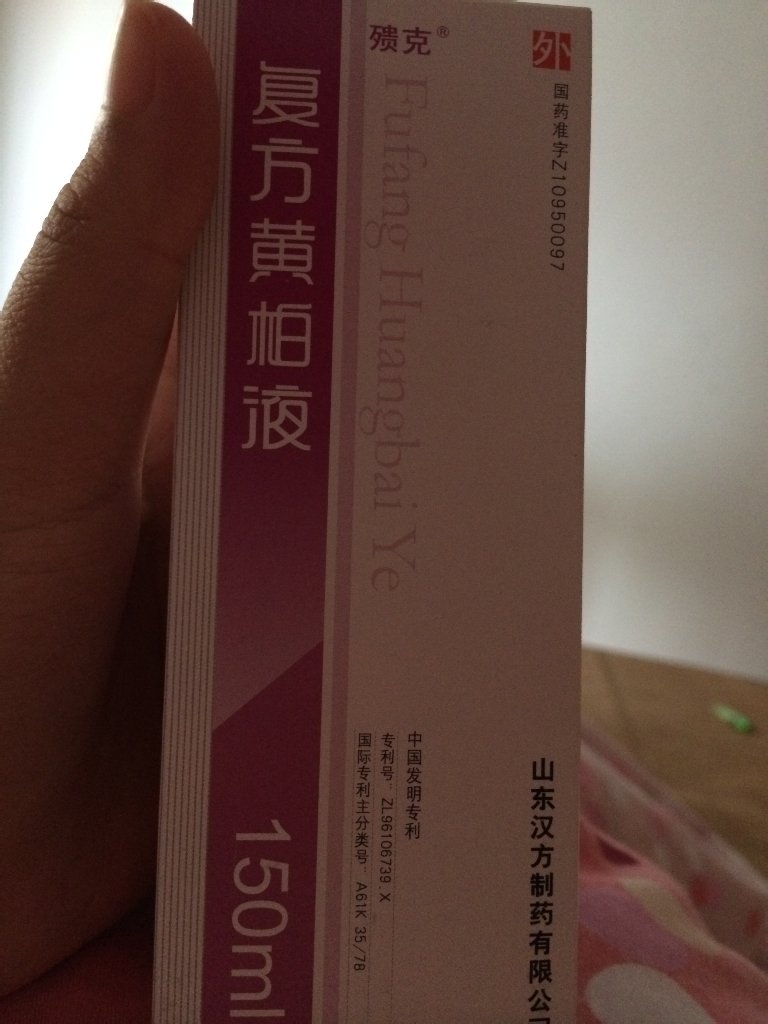 殨克®
外
国药准字Z10950097
复方黄柏液
Fufang Huangbai Ye
中国发明专利
专利号：ZL96106739.X
国际专利主分类号：A61K 35/78
150ml
山东汉方制药有限公